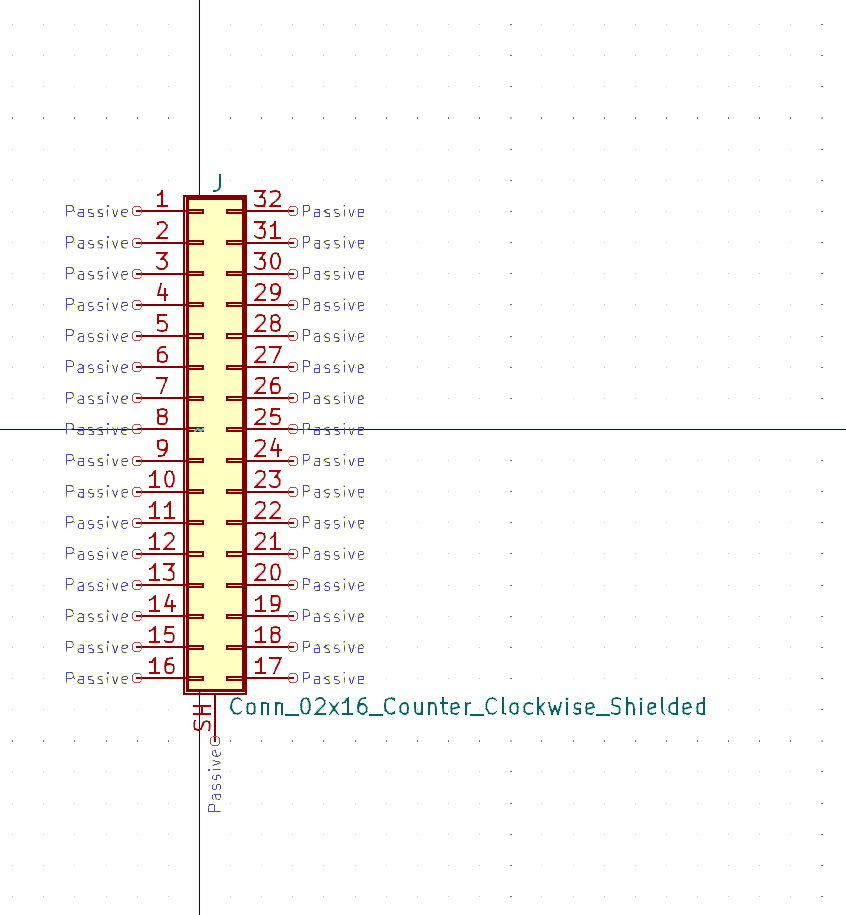 J
Passive 1 32 Passive
Passive 2 31 Passive
Passive 3 30 Passive
Passive 4 29 Passive
Passive 5 28 Passive
Passive 6 27 Passive
Passive 7 26 Passive
Passive 8 25 Passive
Passive 9 24 Passive
Passive 10 23 Passive
Passive 11 22 Passive
Passive 12 21 Passive
Passive 13 20 Passive
Passive 14 19 Passive
Passive 15 18 Passive
Passive 16 17 Passive
SH
Conn_02x16_Counter_Clockwise_Shielded
Passive